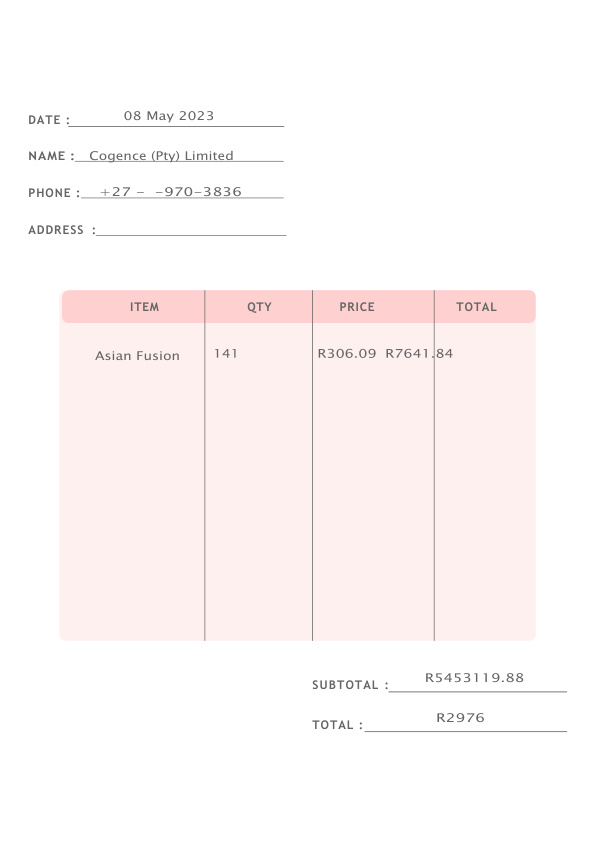 DATE : 08 May 2023
NAME : Cogence (Pty) Limited
PHONE : +27 – –970–3836
ADDRESS :
ITEM QTY PRICE TOTAL
Asian Fusion 141 R306.09 R7641.84
SUBTOTAL : R5453119.88
TOTAL : R2976